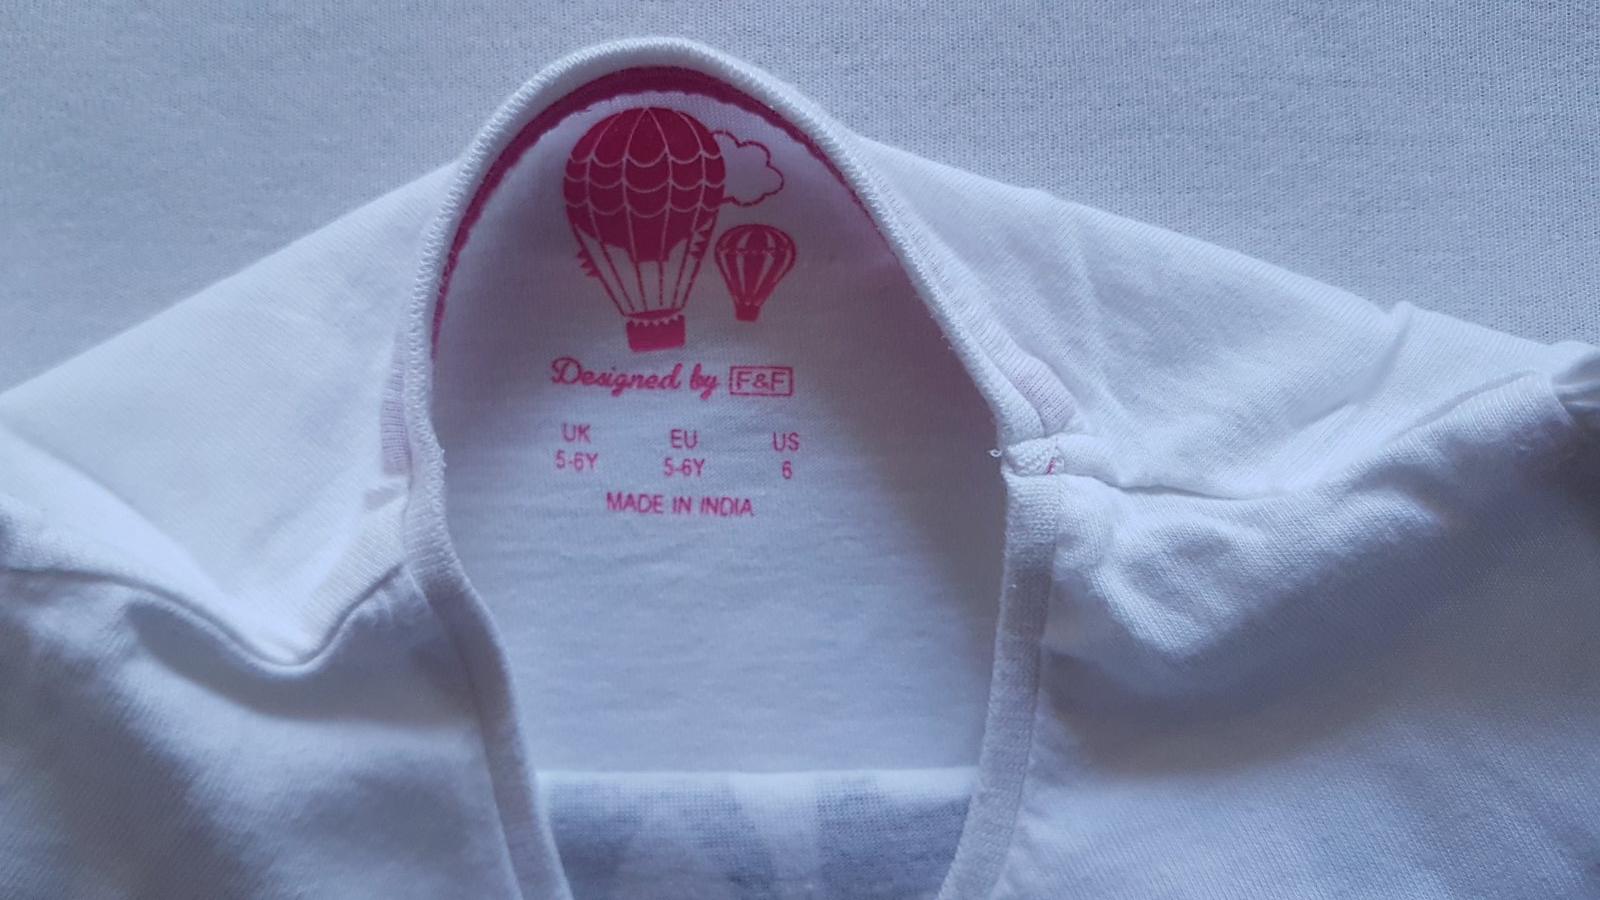 Designed by F&F
UK EU US
5-6Y 5-6Y 6
MADE IN INDIA